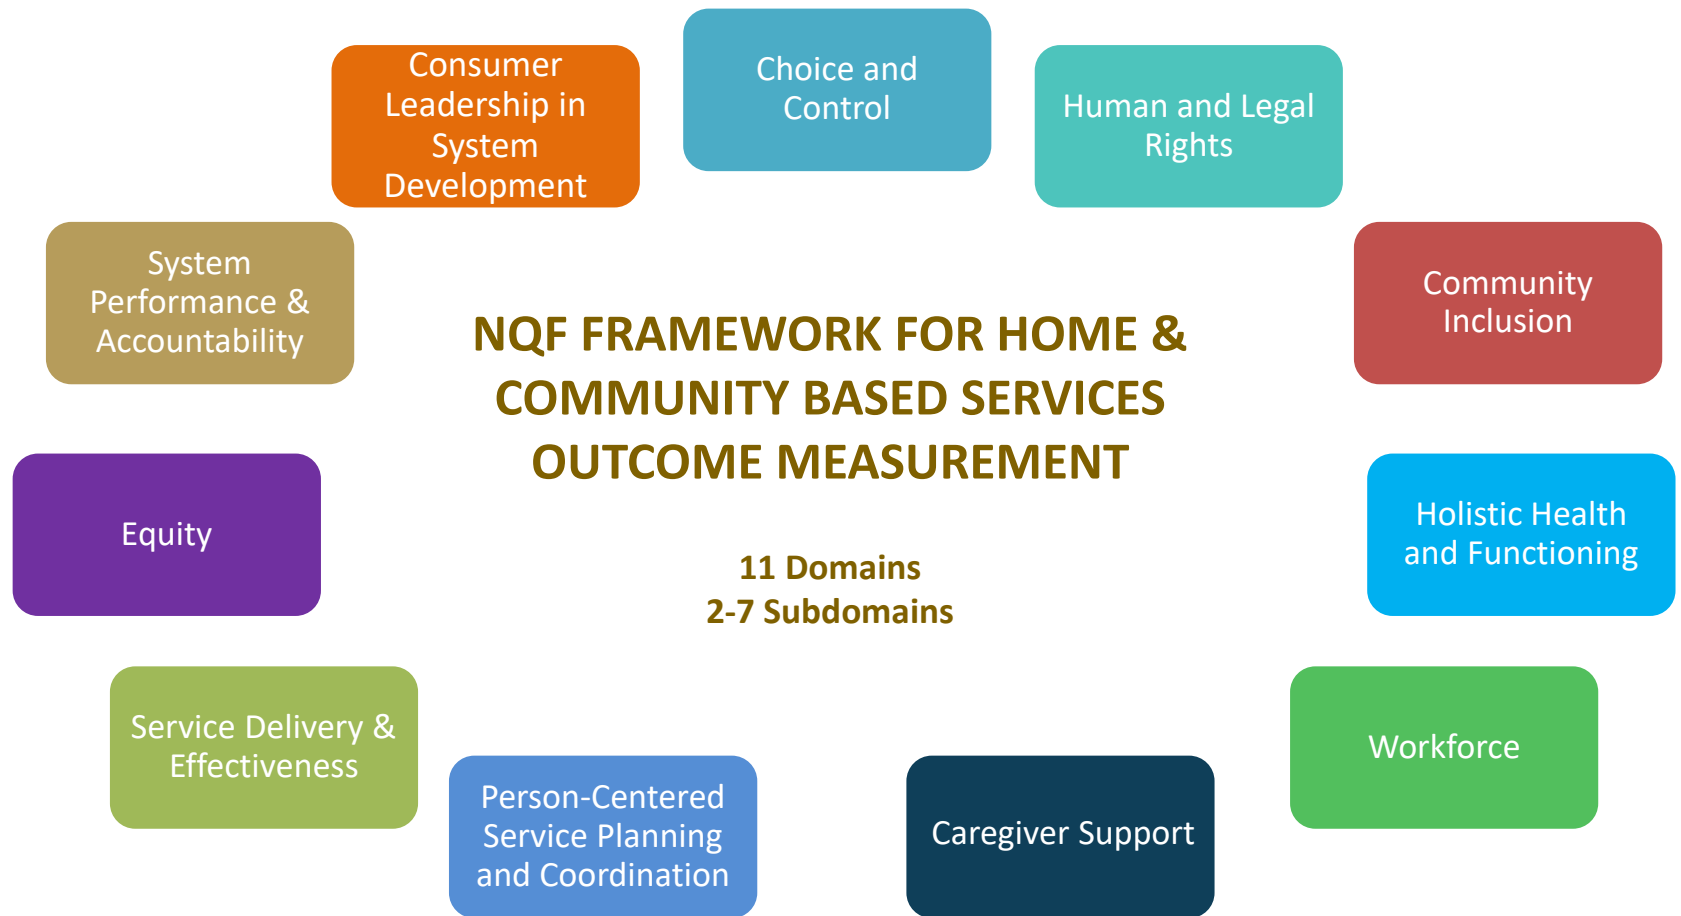 Consumer
Leadership in
System
Development
Choice and
Control
Human and Legal
Rights
System
Performance &
Accountability
Community
Inclusion
NQF FRAMEWORK FOR HOME &
COMMUNITY BASED SERVICES
OUTCOME MEASUREMENT
Equity
Holistic Health
and Functioning
11 Domains
2-7 Subdomains
Service Delivery &
Effectiveness
Workforce
Person-Centered
Service Planning
and Coordination
Caregiver Support